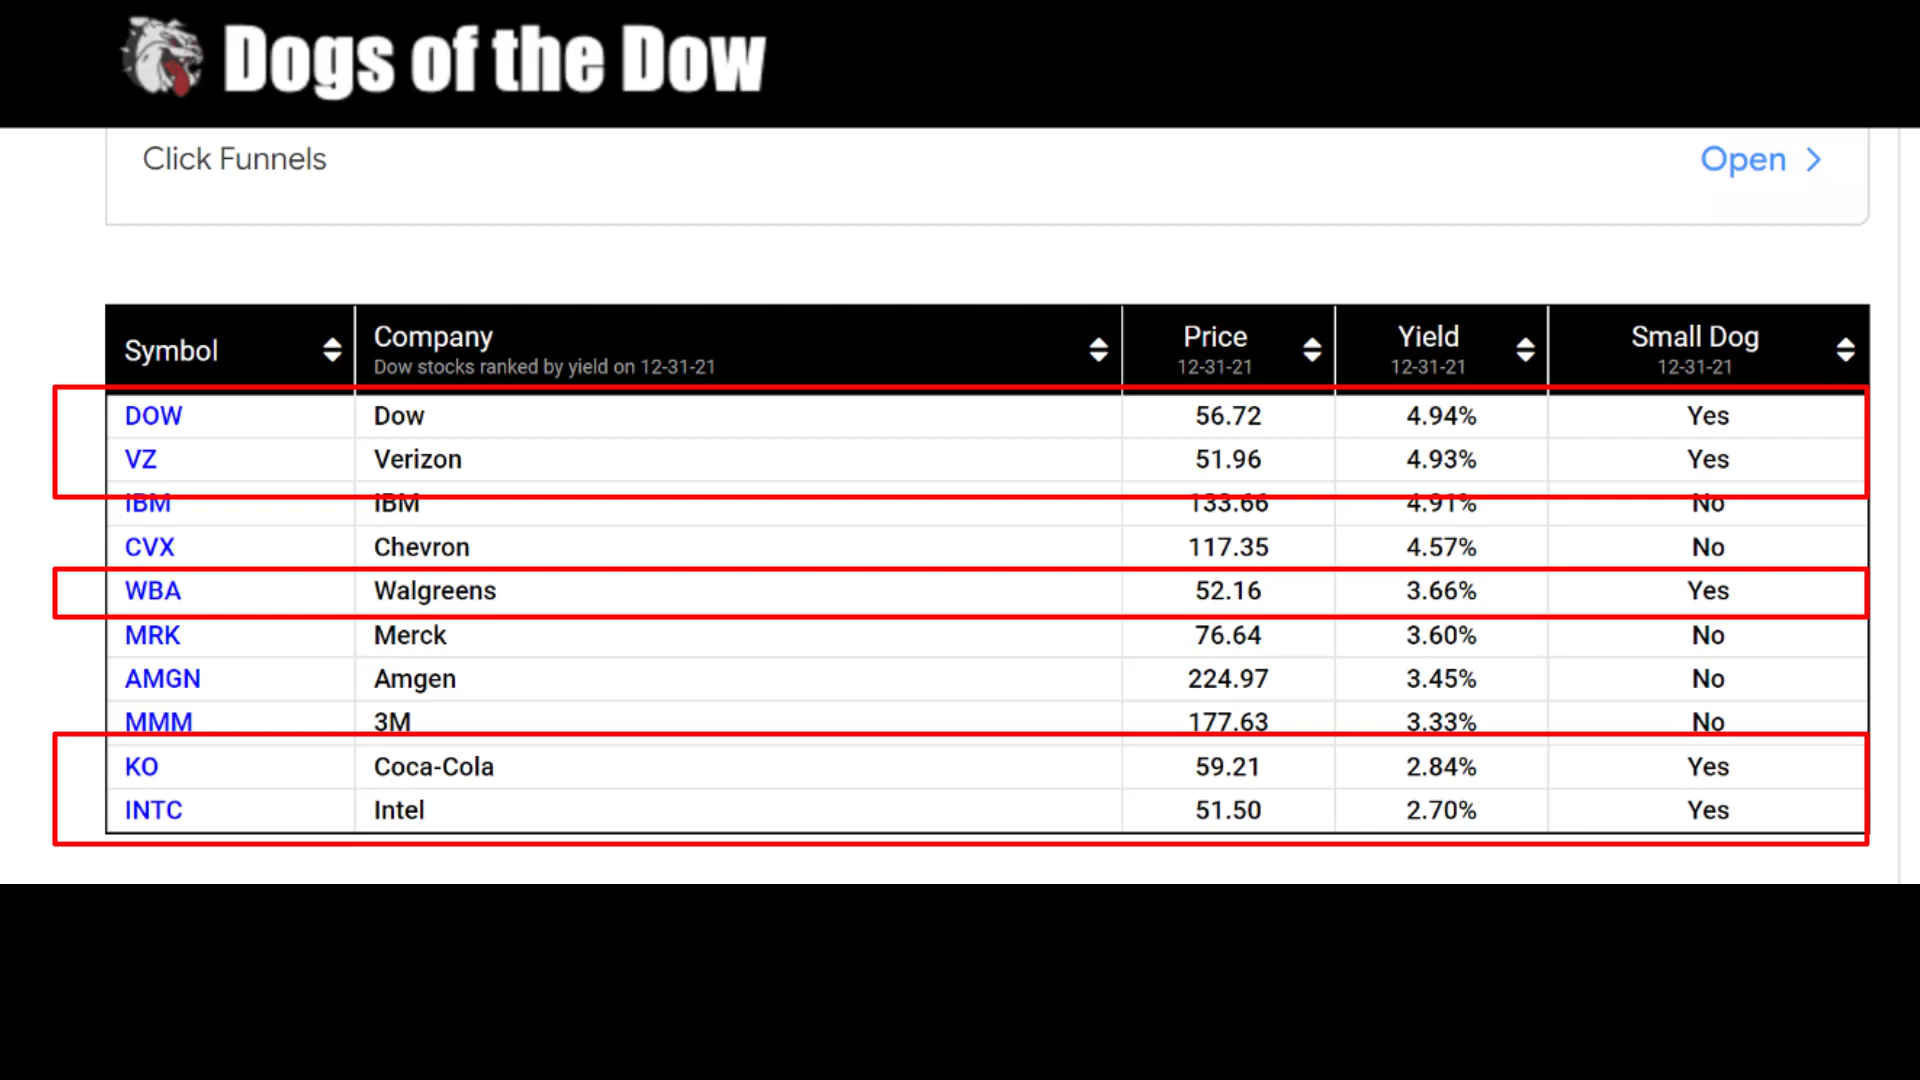 Dogs of the Dow
Click Funnels Open
Symbol Company Price Yield Small Dog
Dow stocks ranked by yield on 12-31-21 12-31-21 12-31-21 12-31-21
DOW Dow 56.72 4.94% Yes
VZ Verizon 51.96 4.93% Yes
IBM IBM 133.66 4.91% No
CVX Chevron 117.35 4.57% No
WBA Walgreens 52.16 3.66% Yes
MRK Merck 76.64 3.60% No
AMGN Amgen 224.97 3.45% No
MMM 3M 177.63 3.33% No
KO Coca-Cola 59.21 2.84% Yes
INTC Intel 51.50 2.70% Yes